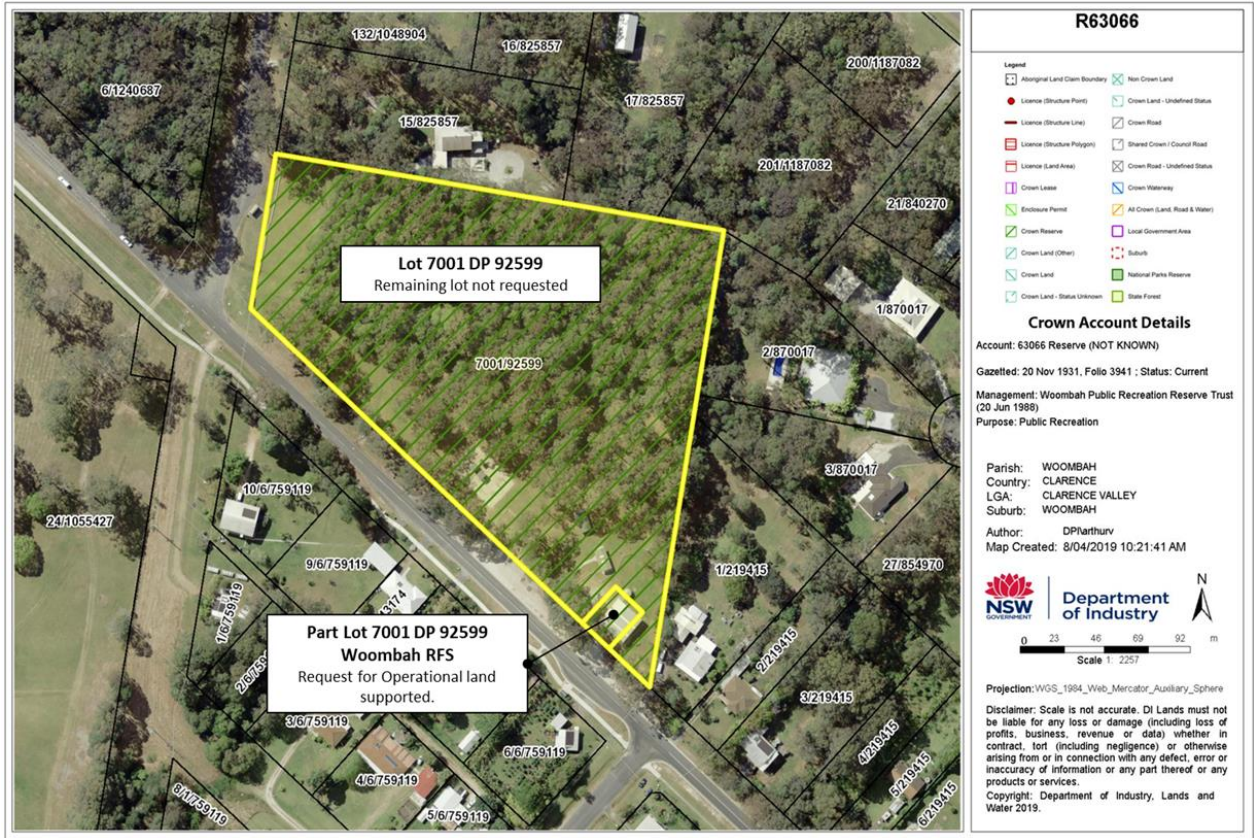 R63066
Legend
Aboriginal Land Claim Boundary
Non Crown Land
Licence (Structure Point)
Crown Land - Undefined Status
Licence (Structure Line)
Crown Road
Licence (Structure Polygon)
Shared Crown / Council Road
Licence (Land Area)
Crown Road - Undefined Status
Crown Lease
Crown Waterway
Enclosure Permit
All Crown (Land, Road & Water)
Crown Reserve
Local Government Area
Crown Land (Other)
Suburb
Crown Land
National Parks Reserve
Crown Land - Status Unknown
State Forest
Crown Account Details
Account: 63066 Reserve (NOT KNOWN)
Gazetted: 20 Nov 1931, Folio 3941 ; Status: Current
Management: Woombah Public Recreation Reserve Trust
(20 Jun 1988)
Purpose: Public Recreation
Parish: WOOMBAH
Country: CLARENCE
LGA: CLARENCE VALLEY
Suburb: WOOMBAH
Author: DPI\arthurv
Map Created: 8/04/2019 10:21:41 AM
NSW
GOVERNMENT
Department
of Industry
N
0 23 46 69 92 m
Scale 1: 2257
Projection: WGS_1984_Web_Mercator_Auxiliary_Sphere
Disclaimer: Scale is not accurate. DI Lands must not
be liable for any loss or damage (including loss of
profits, business, revenue or data) whether in
contract, tort (including negligence) or otherwise
arising from or in connection with any defect, error or
inaccuracy of information or any part thereof or any
products or services.
Copyright: Department of Industry, Lands and
Water 2019.
132/1048904
16/825857
200/1187082
6/1240687
17/825857
15/825857
201/1187082
21/840270
Lot 7001 DP 92599
Remaining lot not requested
1/870017
2/870017
7001/92599
3/870017
10/6/759119
24/1055427
9/6/759119
1/219415
27/854970
1/6/759119
Part Lot 7001 DP 92599
Woombah RFS
Request for Operational land
supported.
2/219415
3/219415
3/6/759119
6/6/759119
4/219415
4/6/759119
5/219415
8/1/759119
5/6/759119
6/219415